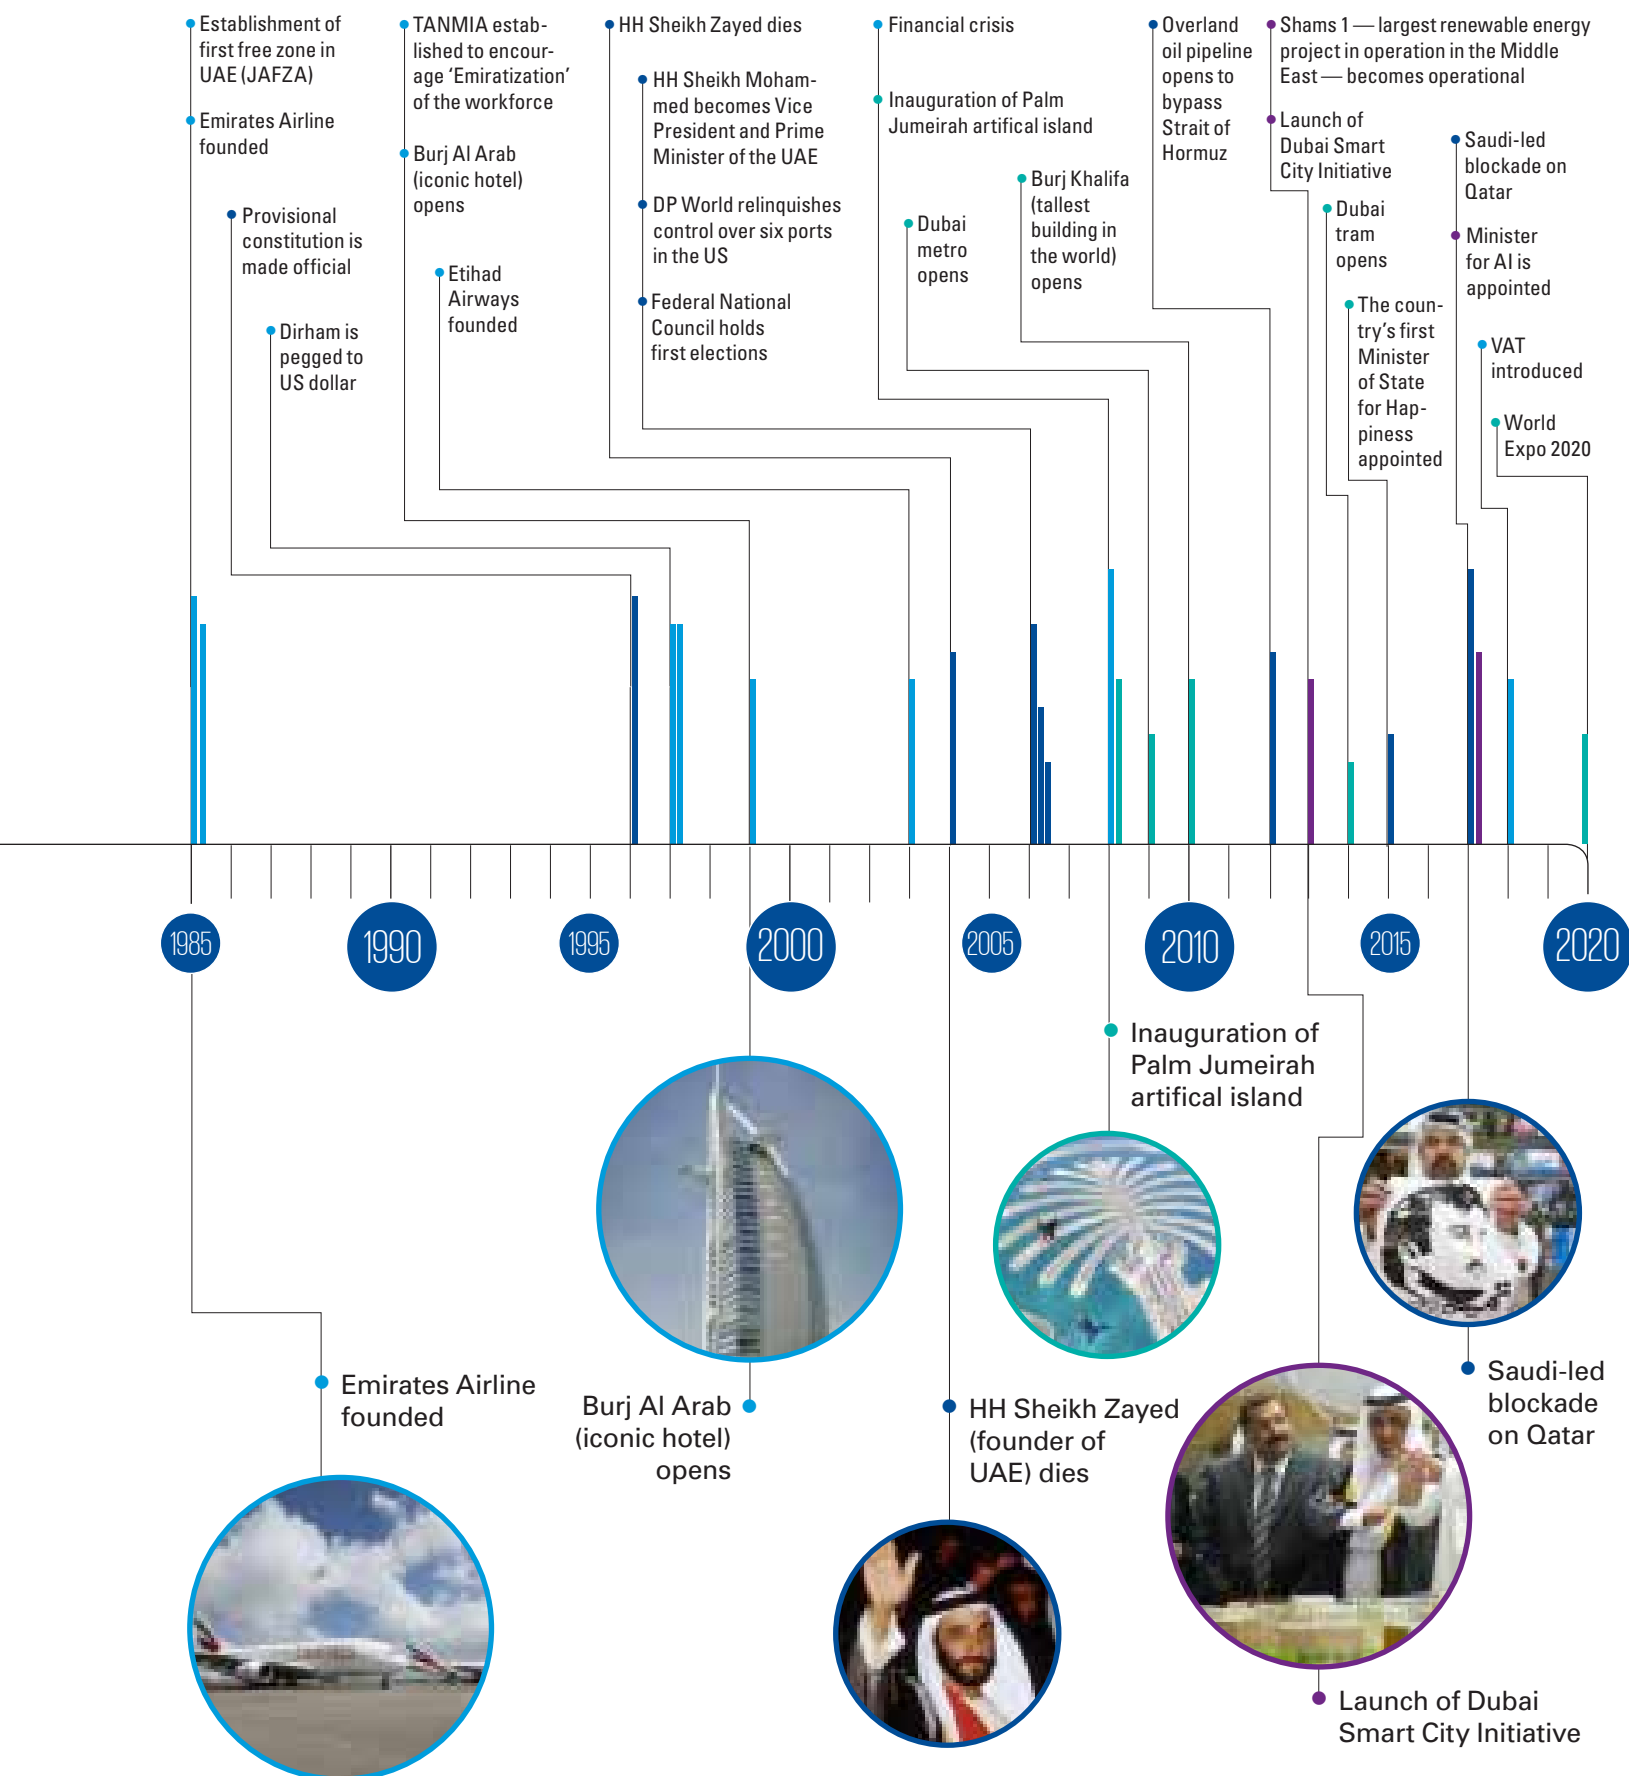 Establishment of
first free zone in
UAE (JAFZA)
Emirates Airline
founded
Provisional
constitution is
made official
Dirham is
pegged to
US dollar
TANMIA estab-
lished to encour-
age ‘Emiratization’
of the workforce
Burj Al Arab
(iconic hotel)
opens
Etihad
Airways
founded
HH Sheikh Zayed dies
HH Sheikh Moham-
med becomes Vice
President and Prime
Minister of the UAE
DP World relinquishes
control over six ports
in the US
Federal National
Council holds
first elections
Financial crisis
Inauguration of Palm
Jumeirah artifical island
Dubai
metro
opens
Burj Khalifa
(tallest
building in
the world)
opens
Overland
oil pipeline
opens to
bypass
Strait of
Hormuz
Shams 1 — largest renewable energy
project in operation in the Middle
East — becomes operational
Launch of
Dubai Smart
City Initiative
Dubai
tram
opens
The coun-
try’s first
Minister
of State
for Hap-
piness
appointed
Saudi-led
blockade on
Qatar
Minister
for AI is
appointed
VAT
introduced
World
Expo 2020
1985
1990
1995
2000
2005
2010
2015
2020
Emirates Airline
founded
Burj Al Arab
(iconic hotel)
opens
HH Sheikh Zayed
(founder of
UAE) dies
Inauguration of
Palm Jumeirah
artifical island
Launch of Dubai
Smart City Initiative
Saudi-led
blockade
on Qatar